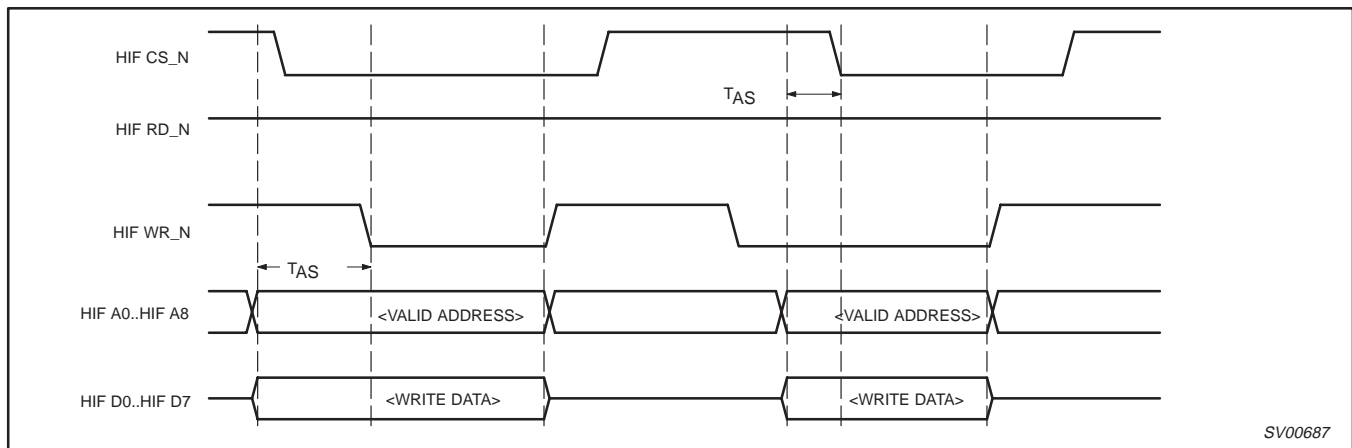 HIF CS_N
TAS
HIF RD_N
HIF WR_N
TAS
HIF A0..HIF A8
<VALID ADDRESS>
<VALID ADDRESS>
HIF D0..HIF D7
<WRITE DATA>
<WRITE DATA>
SV00687